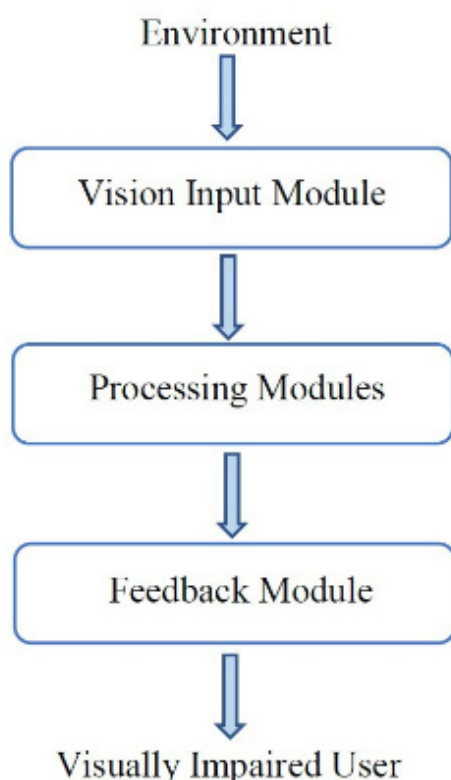 Environment
Vision Input Module
Processing Modules
Feedback Module
Visually Impaired User